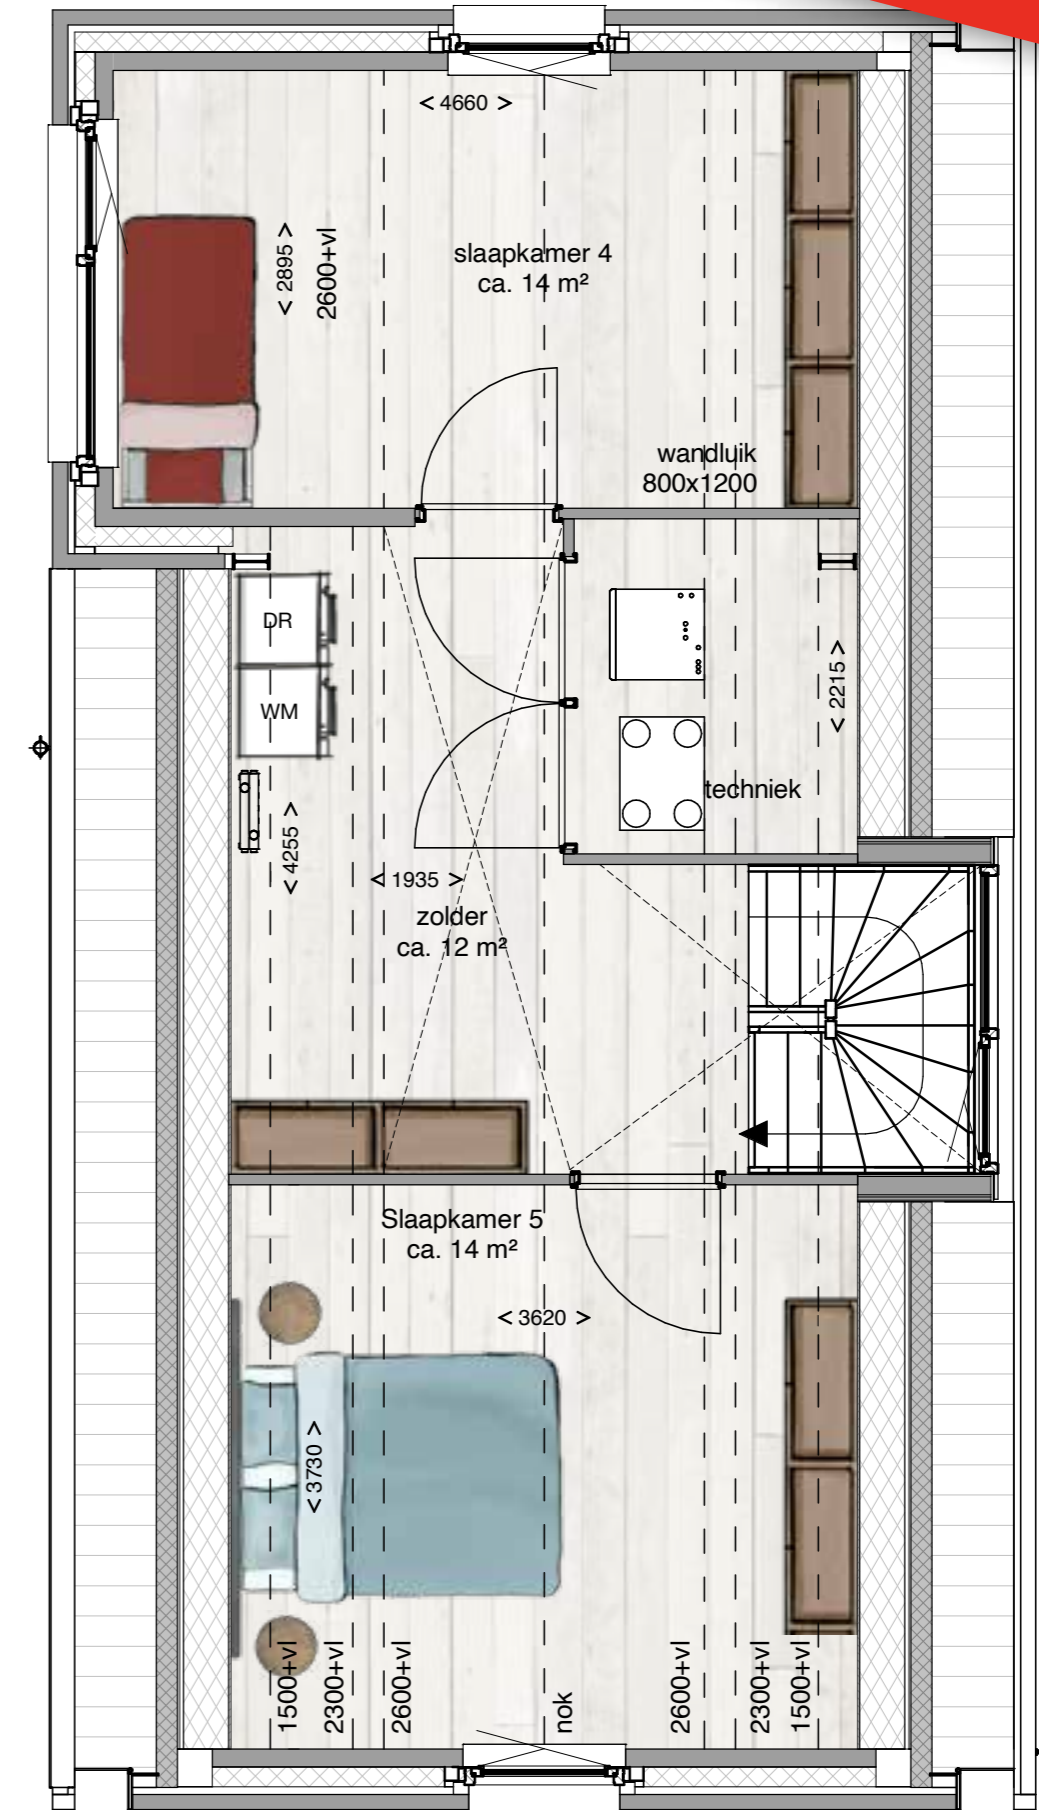 < 4660 >
< 2895 >
2600+vl
slaapkamer 4
ca. 14 m²
wandluik
800x1200
DR
WM
< 2215 >
techniek
< 4255 >
< 1935 >
zolder
ca. 12 m²
Slaapkamer 5
ca. 14 m²
< 3620 >
< 3730 >
1500+vl
2300+vl
2600+vl
nok
2600+vl
2300+vl
1500+vl